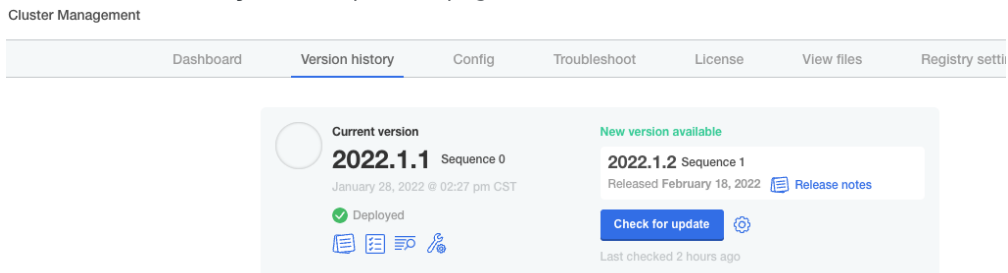 Cluster Management
Dashboard Version history Config Troubleshoot License View files Registry setti
Current version
2022.1.1 Sequence 0
January 28, 2022 @ 02:27 pm CST
Deployed
New version available
2022.1.2 Sequence 1
Released February 18, 2022 Release notes
Check for update
Last checked 2 hours ago